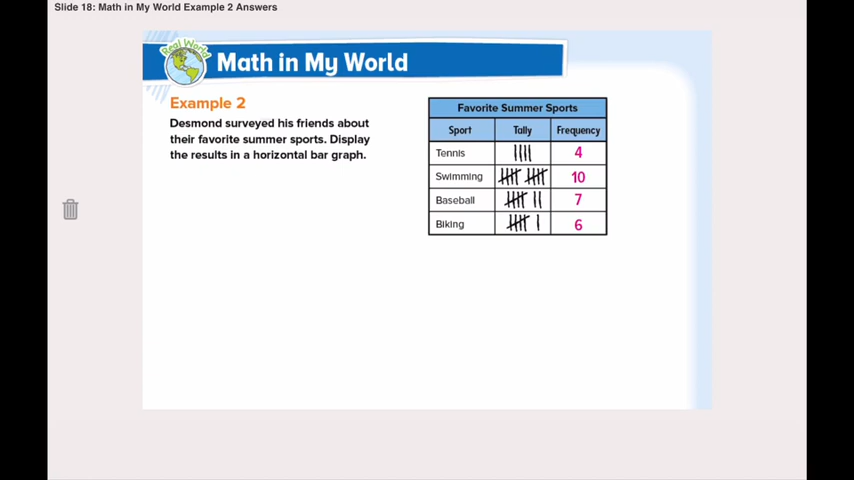 Slide 18: Math in My World Example 2 Answers
Real World
Math in My World
Example 2
Desmond surveyed his friends about
their favorite summer sports. Display
the results in a horizontal bar graph.
Favorite Summer Sports
Sport Tally Frequency
Tennis 4
Swimming 10
Baseball 7
Biking 6